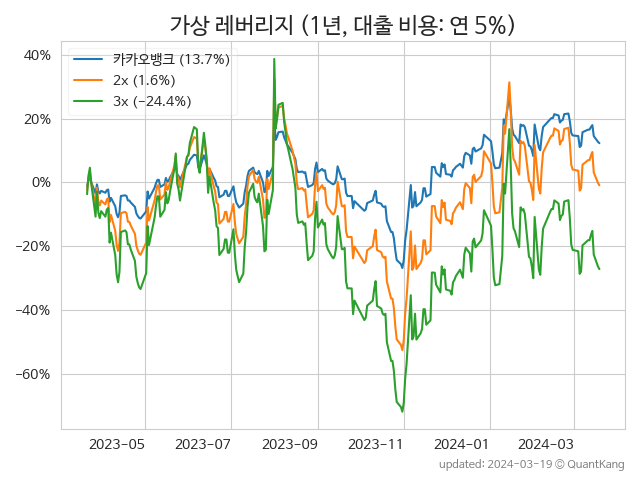 가상 레버리지 (1년, 대출 비용: 연 5%)
카카오뱅크 (13.7%)
2x (1.6%)
3x (−24.4%)
40%
20%
0%
−20%
−40%
−60%
2023−05 2023−07 2023−09 2023−11 2024−01 2024−03
updated: 2024−03−19 © QuantKang